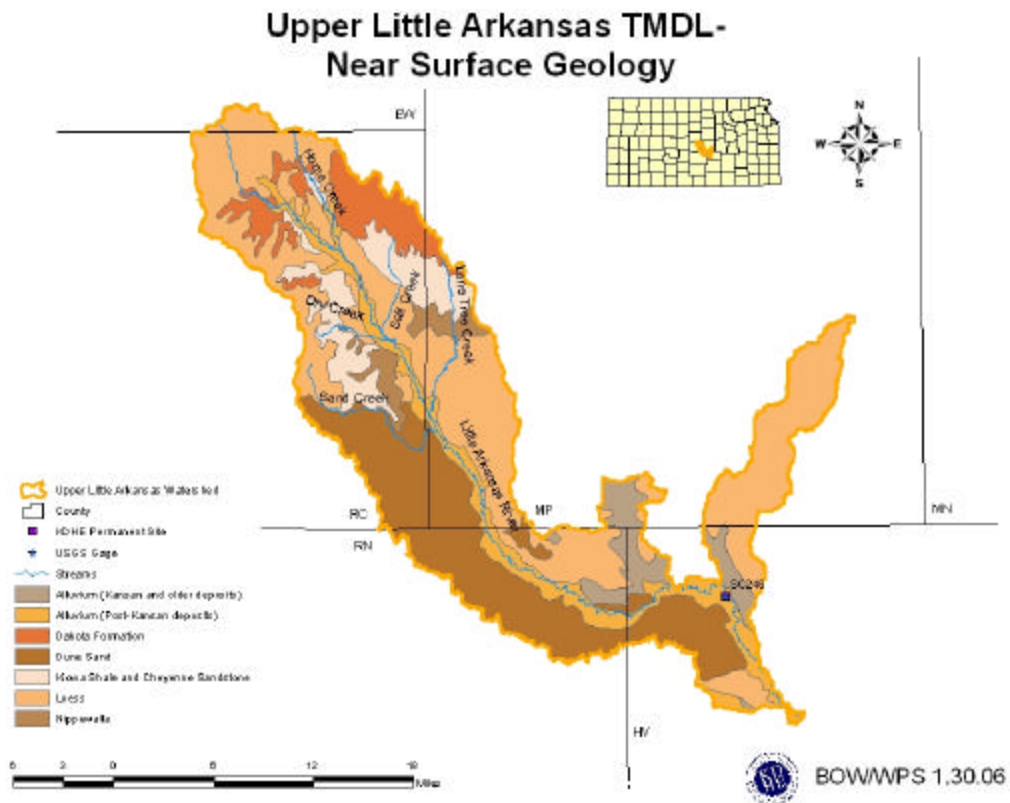 Upper Little Arkansas TMDL-
Near Surface Geology
EW
N
W
E
S
Horse Creek
Lone Tree Creek
Salt Creek
Dry Creek
Sand Creek
Little Arkansas River
RC
MP
MN
RN
SC246
HV
Upper Little Arkansas Watershed
County
KDHE Permanent Site
USGS Gage
Streams
Alluvium (Kansan and older deposits)
Alluvium (Post-Kansan deposits)
Dakota Formation
Dune Sand
Kiowa Shale and Cheyenne Sandstone
Loess
Nippewalla
6
0
6
12
18
Miles
BOW/WPS 1.30.06